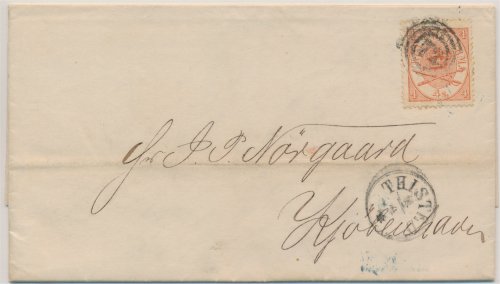 Hr. J. P. Nörgaard
THISTED
Kjöbenhavn